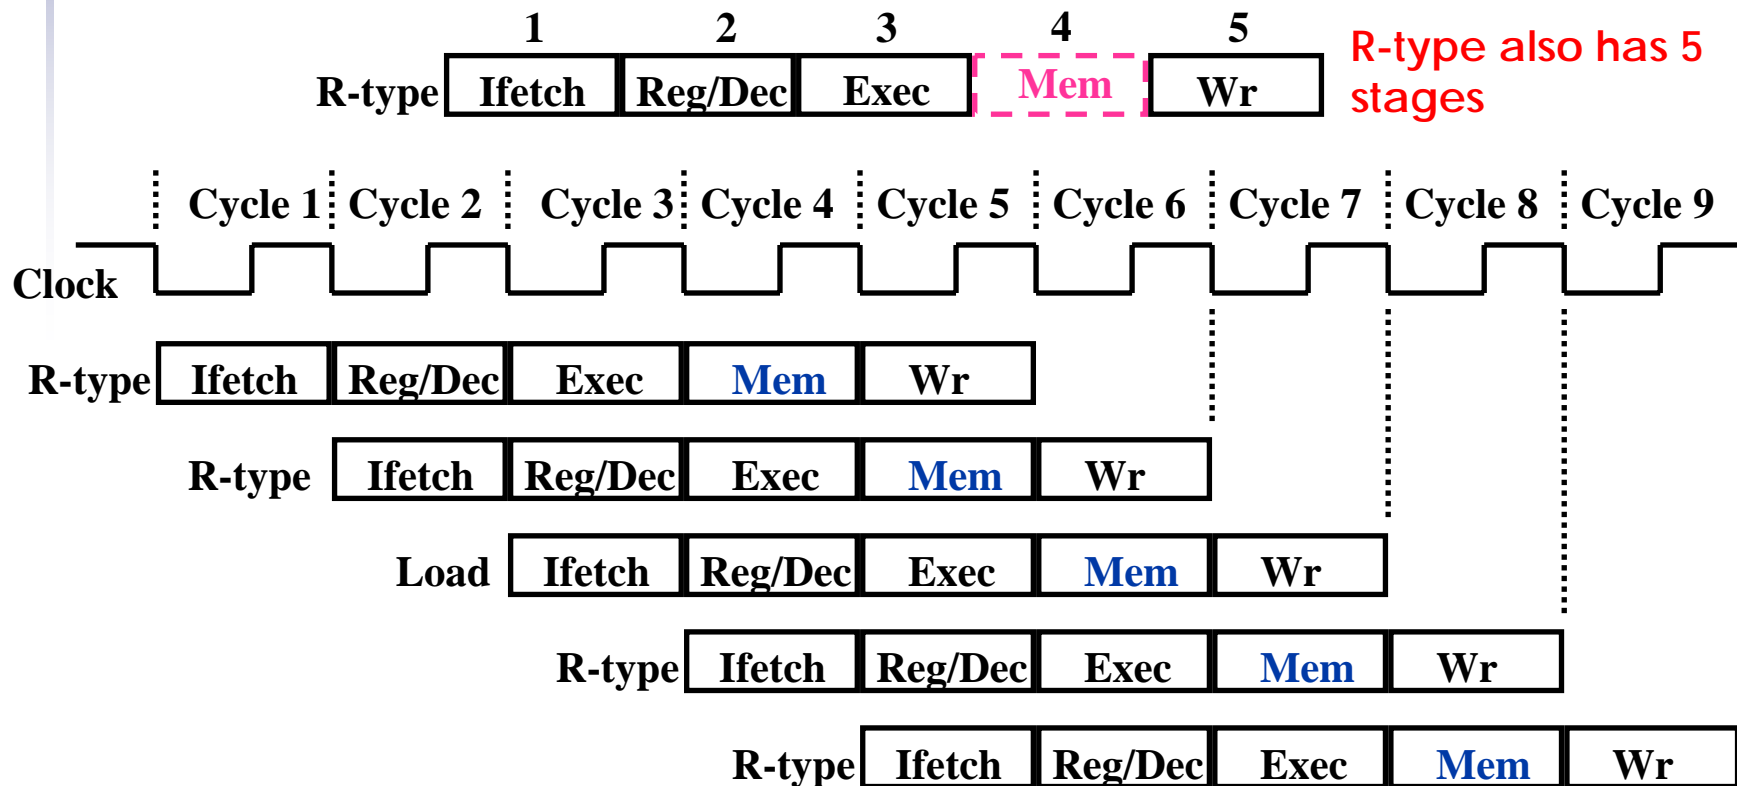 1 2 3 4 5
R-type Ifetch Reg/Dec Exec Mem Wr
R-type also has 5
stages
Cycle 1 Cycle 2 Cycle 3 Cycle 4 Cycle 5 Cycle 6 Cycle 7 Cycle 8 Cycle 9
Clock
R-type Ifetch Reg/Dec Exec Mem Wr
R-type Ifetch Reg/Dec Exec Mem Wr
Load Ifetch Reg/Dec Exec Mem Wr
R-type Ifetch Reg/Dec Exec Mem Wr
R-type Ifetch Reg/Dec Exec Mem Wr